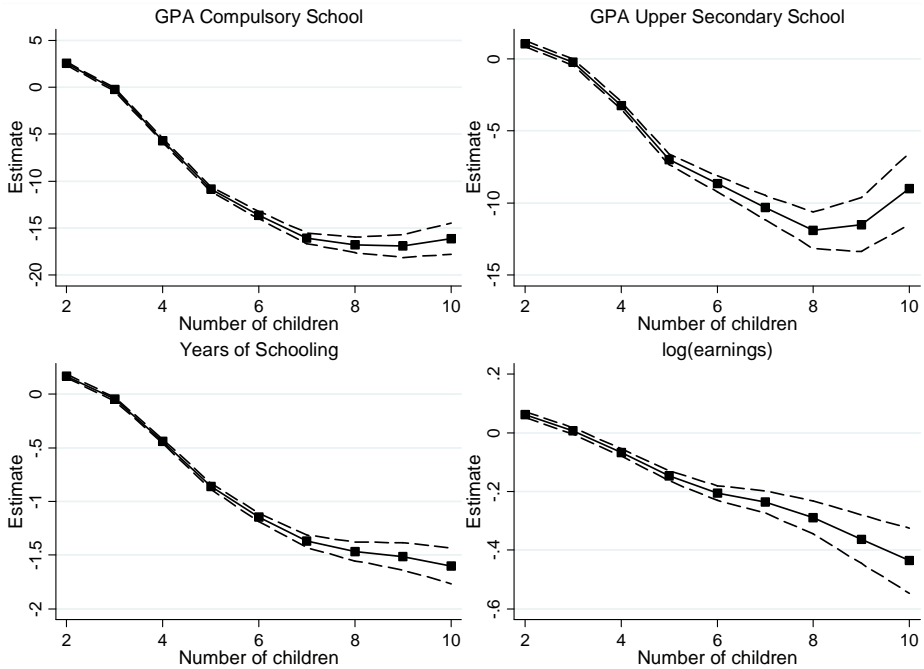 GPA Compulsory School
Estimate
5
0
-5
-10
-15
-20
2 4 6 8 10
Number of children
GPA Upper Secondary School
Estimate
0
-5
-10
-15
2 4 6 8 10
Number of children
Years of Schooling
Estimate
0
-.5
-1
-1.5
-2
2 4 6 8 10
Number of children
log(earnings)
Estimate
.2
0
-.2
-.4
-.6
2 4 6 8 10
Number of children